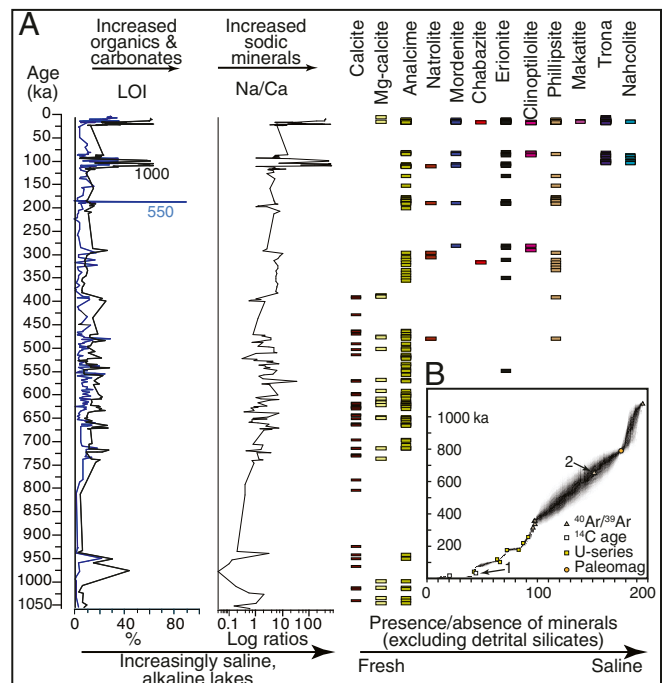 A
Increased
organics &
carbonates
Increased
sodic
minerals
Age
(ka)
LOI
Na/Ca
Calcite
Mg-calcite
Analcime
Natrolite
Mordenite
Chabazite
Erionite
Clinoptilolite
Phillipsite
Makatite
Trona
Nahcolite
0
50
100
150
200
250
300
350
400
450
500
550
600
650
700
750
800
850
900
950
1000
1050
1000
550
0 40 80
%
0.1 1 10 100
Log ratios
Increasingly saline,
alkaline lakes
B
1000 ka
800
600
400
200
0
2
1
40Ar/39Ar
14C age
U-series
Paleomag
0 100 200
Presence/absence of minerals
(excluding detrital silicates)
Fresh Saline